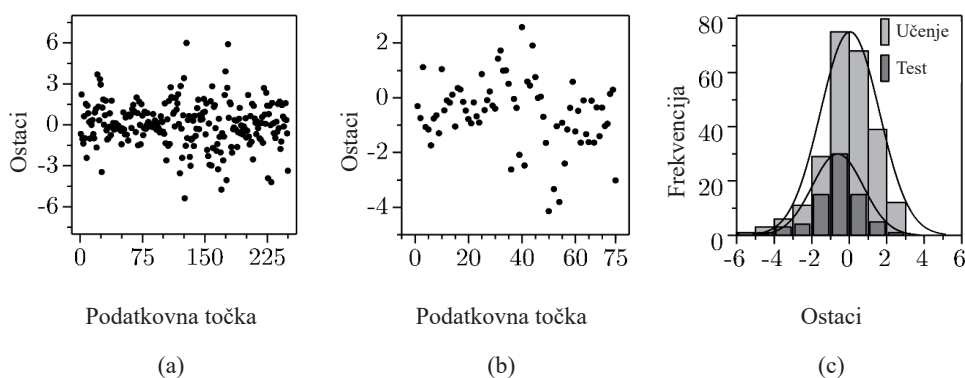 Ostaci
6
3
0
-3
-6
0 75 150 225
Podatkovna točka
(a)
Ostaci
2
0
-2
-4
0 20 40 60 75
Podatkovna točka
(b)
Frekvencija
80
60
40
20
0
-6 -4 -2 0 2 4 6
Učenje
Test
Ostaci
(c)